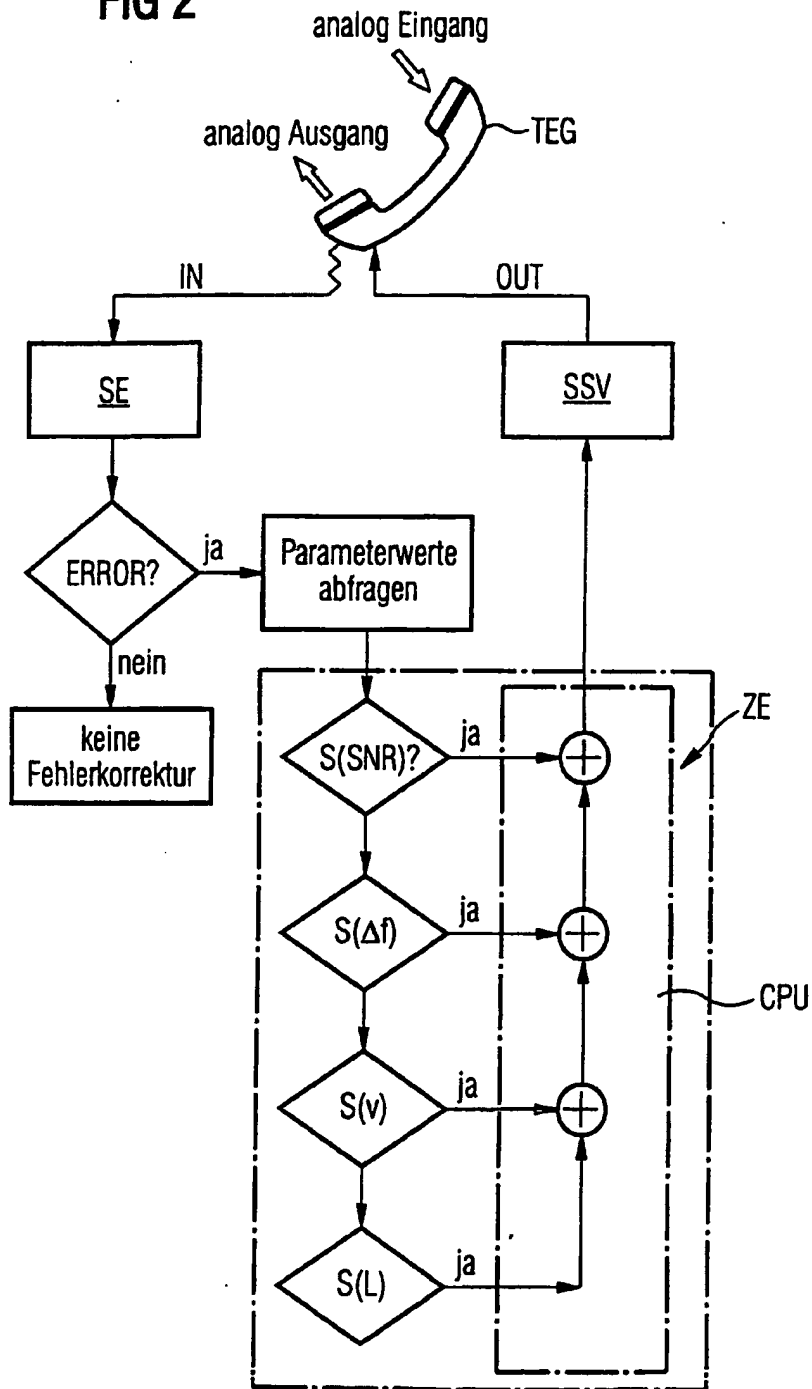 FIG 2
analog Eingang
analog Ausgang
TEG
IN
OUT
SE
SSV
ERROR?
ja
Parameterwerte
abfragen
nein
keine
Fehlerkorrektur
S(SNR)?
ja
ZE
S(Δf)
ja
CPU
S(v)
ja
S(L)
ja